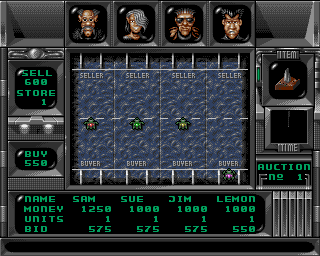 ITEM
SELL
600
STORE
1
SELLER SELLER SELLER SELLER
TIME
BUY
550
BUYER BUYER BUYER BUYER
AUCTION
Nº 1
NAME SAM SUE JIM LEMON
MONEY 1250 1000 1000 1000
UNITS 1 1 1 1
BID 575 575 575 550